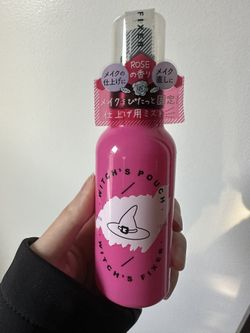 FIXER
ROSE
の香り
メイクの
仕上げに
メイク
直しに
メイクをぴたっと固定
仕上げ用ミスト
WITCH'S POUCH
WITCH'S FIXER